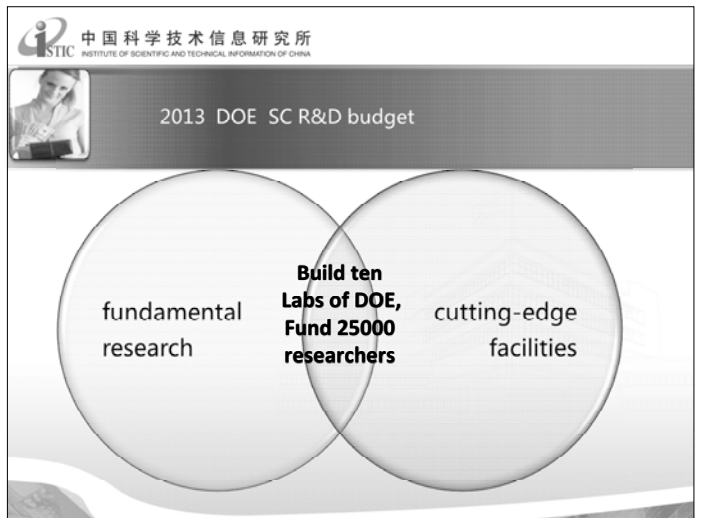 ISTIC 中国科学技术信息研究所
INSTITUTE OF SCIENTIFIC AND TECHNICAL INFORMATION OF CHINA
2013 DOE SC R&D budget
fundamental
research
Build ten
Labs of DOE,
Fund 25000
researchers
cutting-edge
facilities